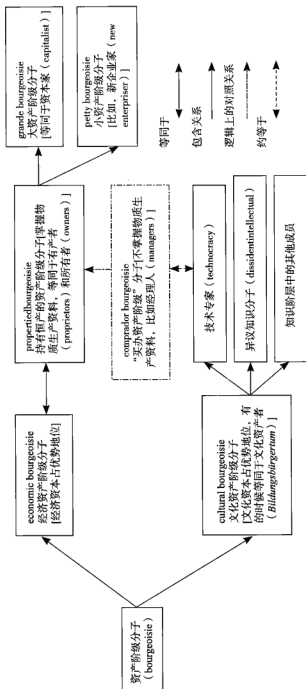 资产阶级分子
（bourgeoisie）
economic bourgeoisie
经济资产阶级分子
[经济资本占优势地位]
cultural bourgeoisie
文化资产阶级分子
[文化资本占优势地位，有
的时候等同于文化资产者
（Bildungsbürgertum）]
propertiedbourgeoisie
持有恒产的资产阶级分子[掌握物
质生产资料，等同于有产者
（proprietors）和所有者（owners）]
comprador bourgeoisie
“买办资产阶级”分子[不掌握物质生
产资料，比如经理人（managers）
技术专家（technocracy）
异议知识分子（dissidentintellectual）
知识阶层中的其他成员
grande bourgeoisie
大资产阶级分子
[等同于资本家（capitalist）]
petty bourgeoisie
小资产阶级分子
[比如，新企业家（new
enterpriser）]
等同于
包含关系
逻辑上的对照关系
约等于